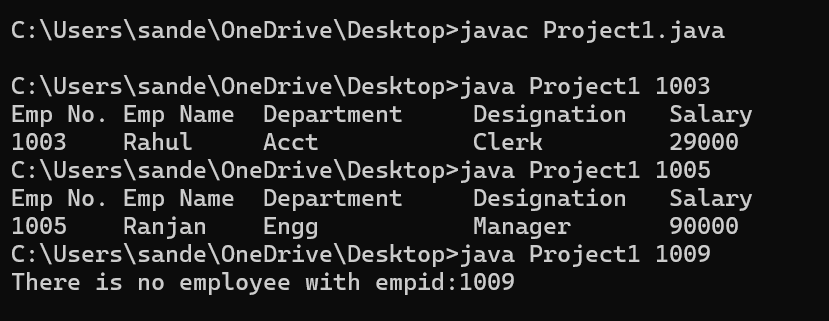 C:\Users\sande\OneDrive\Desktop>javac Project1.java
C:\Users\sande\OneDrive\Desktop>java Project1 1003
Emp No. Emp Name  Department     Designation   Salary
1003    Rahul     Acct           Clerk         29000
C:\Users\sande\OneDrive\Desktop>java Project1 1005
Emp No. Emp Name  Department     Designation   Salary
1005    Ranjan    Engg           Manager       90000
C:\Users\sande\OneDrive\Desktop>java Project1 1009
There is no employee with empid:1009